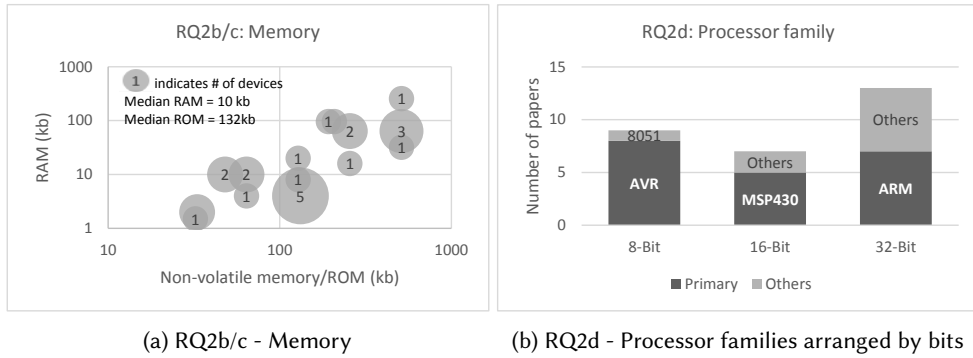 RQ2b/c: Memory
1000
100
10
1
RAM (kb)
1 indicates # of devices
Median RAM = 10 kb
Median ROM = 132kb
1
1
2
3
1
1
1
2
2
1
1
5
1
10
100
1000
Non-volatile memory/ROM (kb)
(a) RQ2b/c - Memory
RQ2d: Processor family
15
10
5
0
Number of papers
8051
AVR
Others
MSP430
Others
ARM
8-Bit
16-Bit
32-Bit
Primary
Others
(b) RQ2d - Processor families arranged by bits